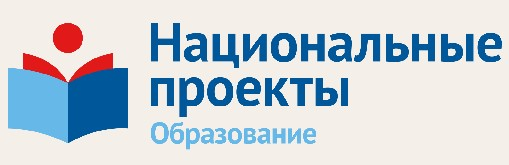 Национальные
проекты
Образование